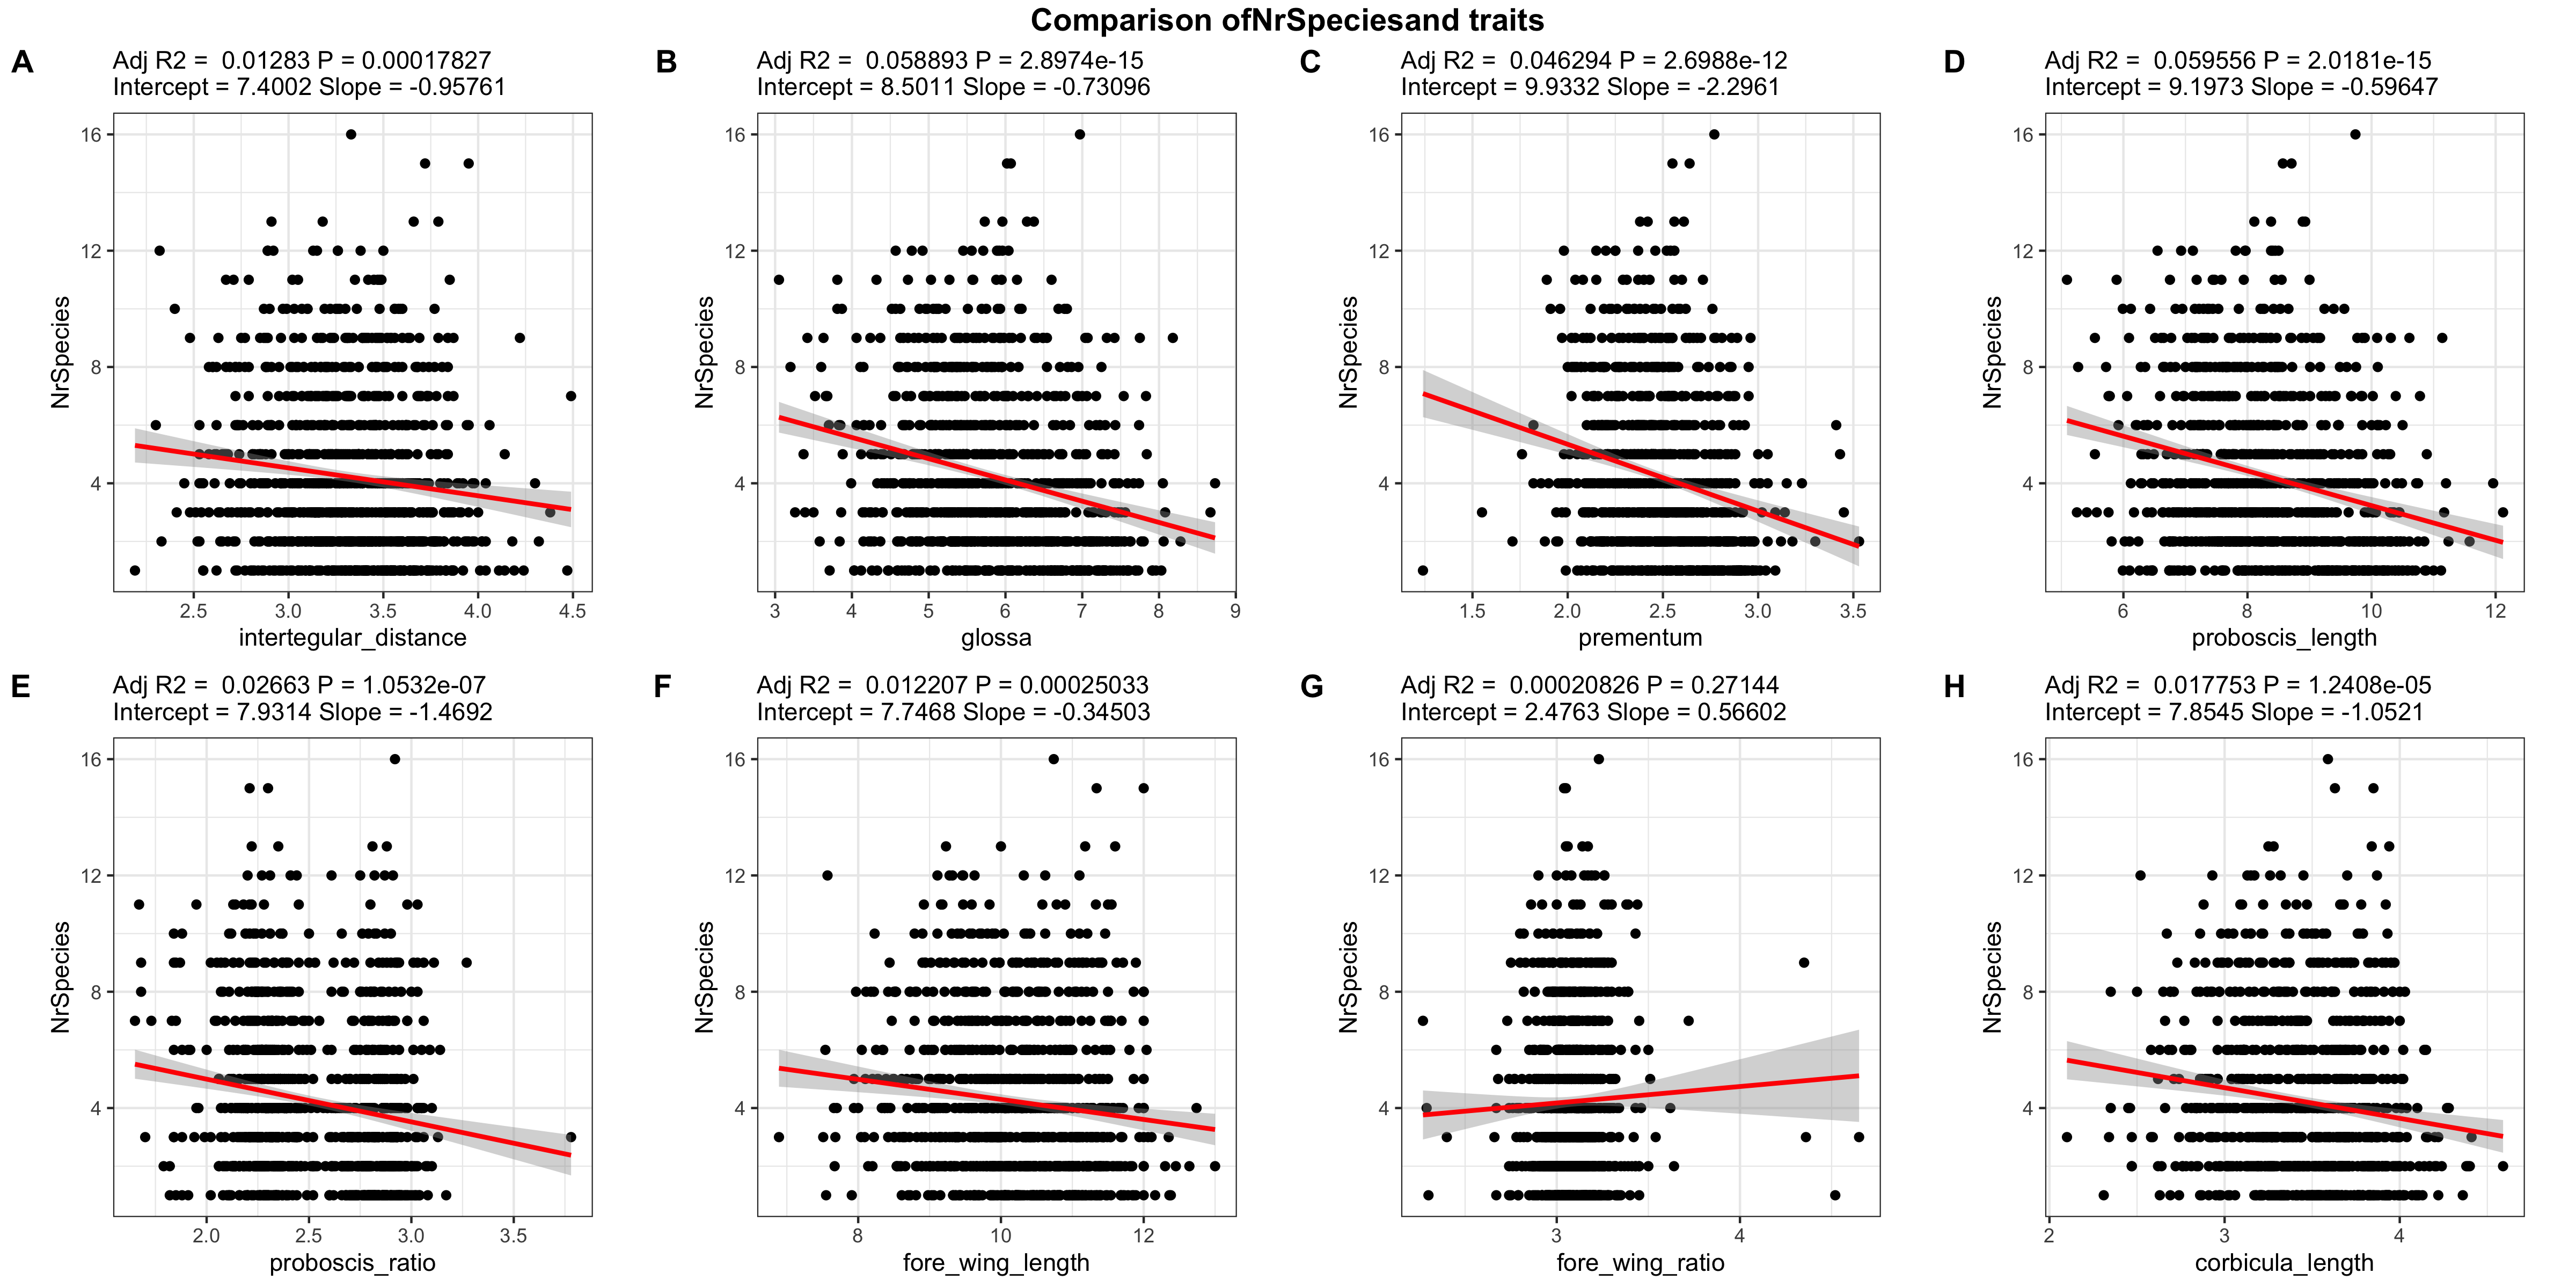 Comparison ofNrSpeciesand traits
A
Adj R2 =  0.01283 P = 0.00017827
Intercept = 7.4002 Slope = -0.95761
NrSpecies
16
12
8
4
2.5 3.0 3.5 4.0 4.5
intertegular_distance
B
Adj R2 =  0.058893 P = 2.8974e-15
Intercept = 8.5011 Slope = -0.73096
NrSpecies
16
12
8
4
3 4 5 6 7 8 9
glossa
C
Adj R2 =  0.046294 P = 2.6988e-12
Intercept = 9.9332 Slope = -2.2961
NrSpecies
16
12
8
4
1.5 2.0 2.5 3.0 3.5
prementum
D
Adj R2 =  0.059556 P = 2.0181e-15
Intercept = 9.1973 Slope = -0.59647
NrSpecies
16
12
8
4
6 8 10 12
proboscis_length
E
Adj R2 =  0.02663 P = 1.0532e-07
Intercept = 7.9314 Slope = -1.4692
NrSpecies
16
12
8
4
2.0 2.5 3.0 3.5
proboscis_ratio
F
Adj R2 =  0.012207 P = 0.00025033
Intercept = 7.7468 Slope = -0.34503
NrSpecies
16
12
8
4
8 10 12
fore_wing_length
G
Adj R2 =  0.00020826 P = 0.27144
Intercept = 2.4763 Slope = 0.56602
NrSpecies
16
12
8
4
3 4
fore_wing_ratio
H
Adj R2 =  0.017753 P = 1.2408e-05
Intercept = 7.8545 Slope = -1.0521
NrSpecies
16
12
8
4
2 3 4
corbicula_length